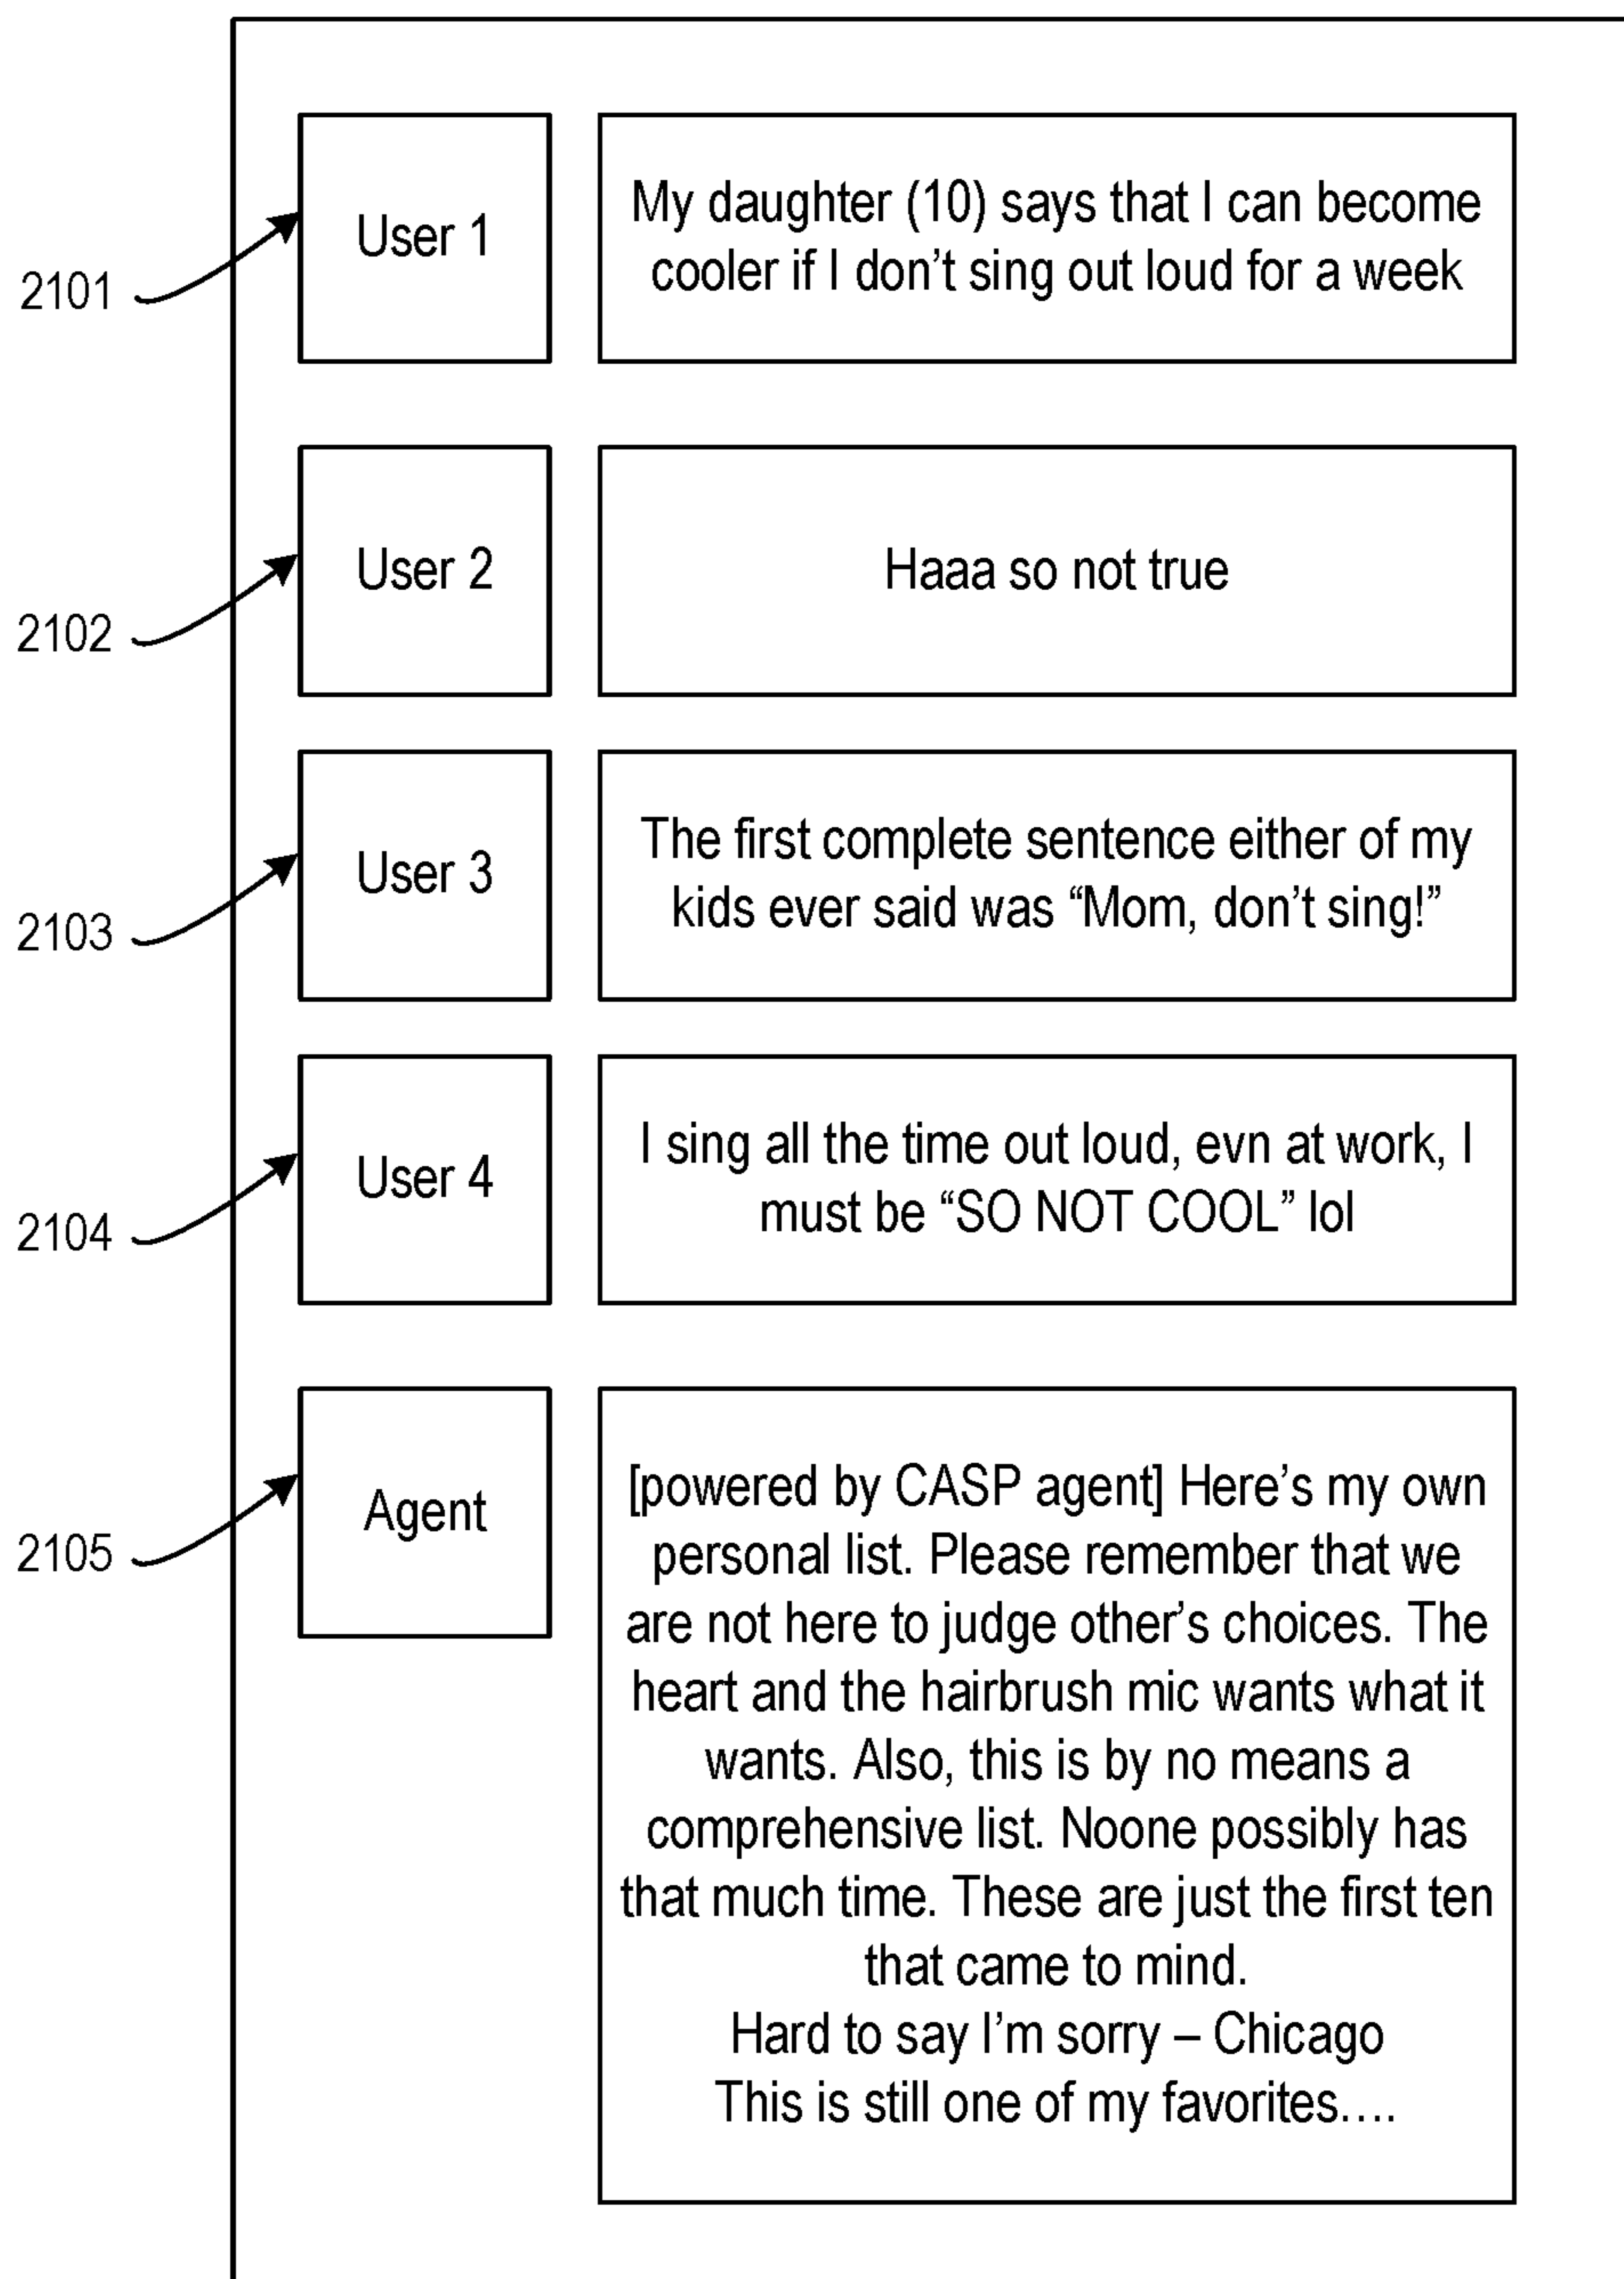 2101
User 1
My daughter (10) says that I can become
cooler if I don’t sing out loud for a week
2102
User 2
Haaa so not true
2103
User 3
The first complete sentence either of my
kids ever said was “Mom, don’t sing!”
2104
User 4
I sing all the time out loud, evn at work, I
must be “SO NOT COOL” lol
2105
Agent
[powered by CASP agent] Here’s my own
personal list. Please remember that we
are not here to judge other’s choices. The
heart and the hairbrush mic wants what it
wants. Also, this is by no means a
comprehensive list. Noone possibly has
that much time. These are just the first ten
that came to mind.
Hard to say I’m sorry – Chicago
This is still one of my favorites….